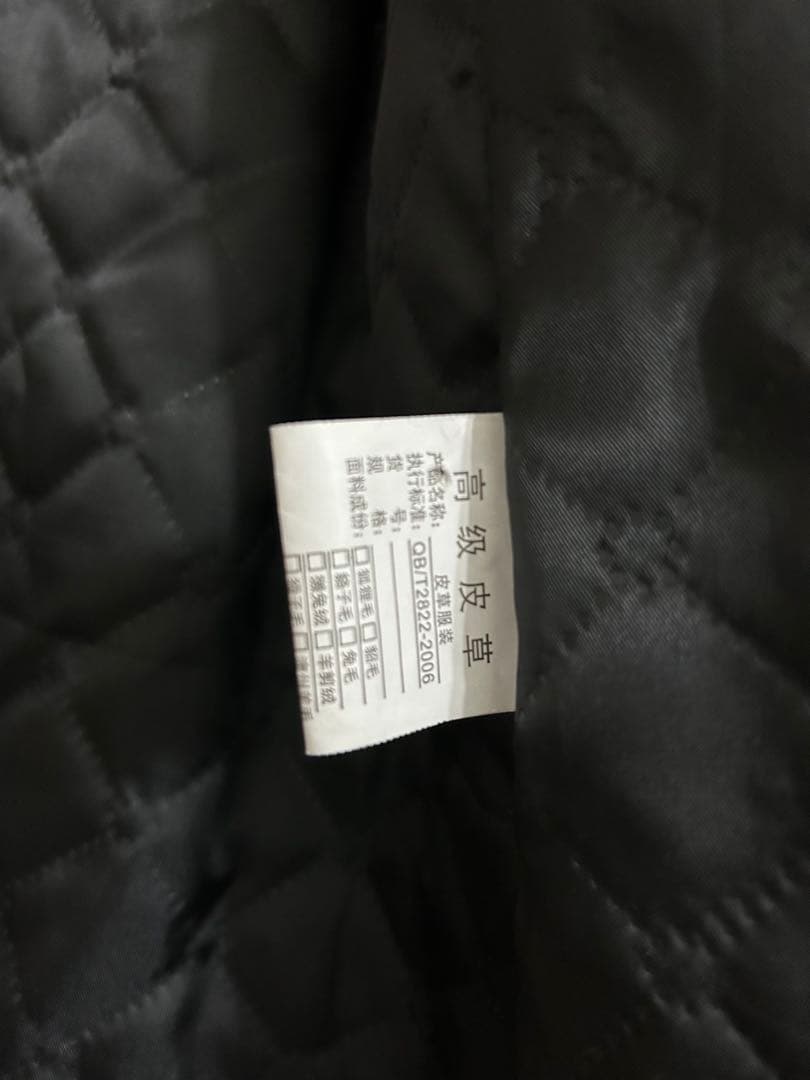 高级皮草
产品名称: 皮草服装
执行标准: QB/T2822-2006
货 号:
规 格:
面料成份: □狐狸毛 □貂毛
□貉子毛 □兔毛
□獭兔绒 □羊剪绒